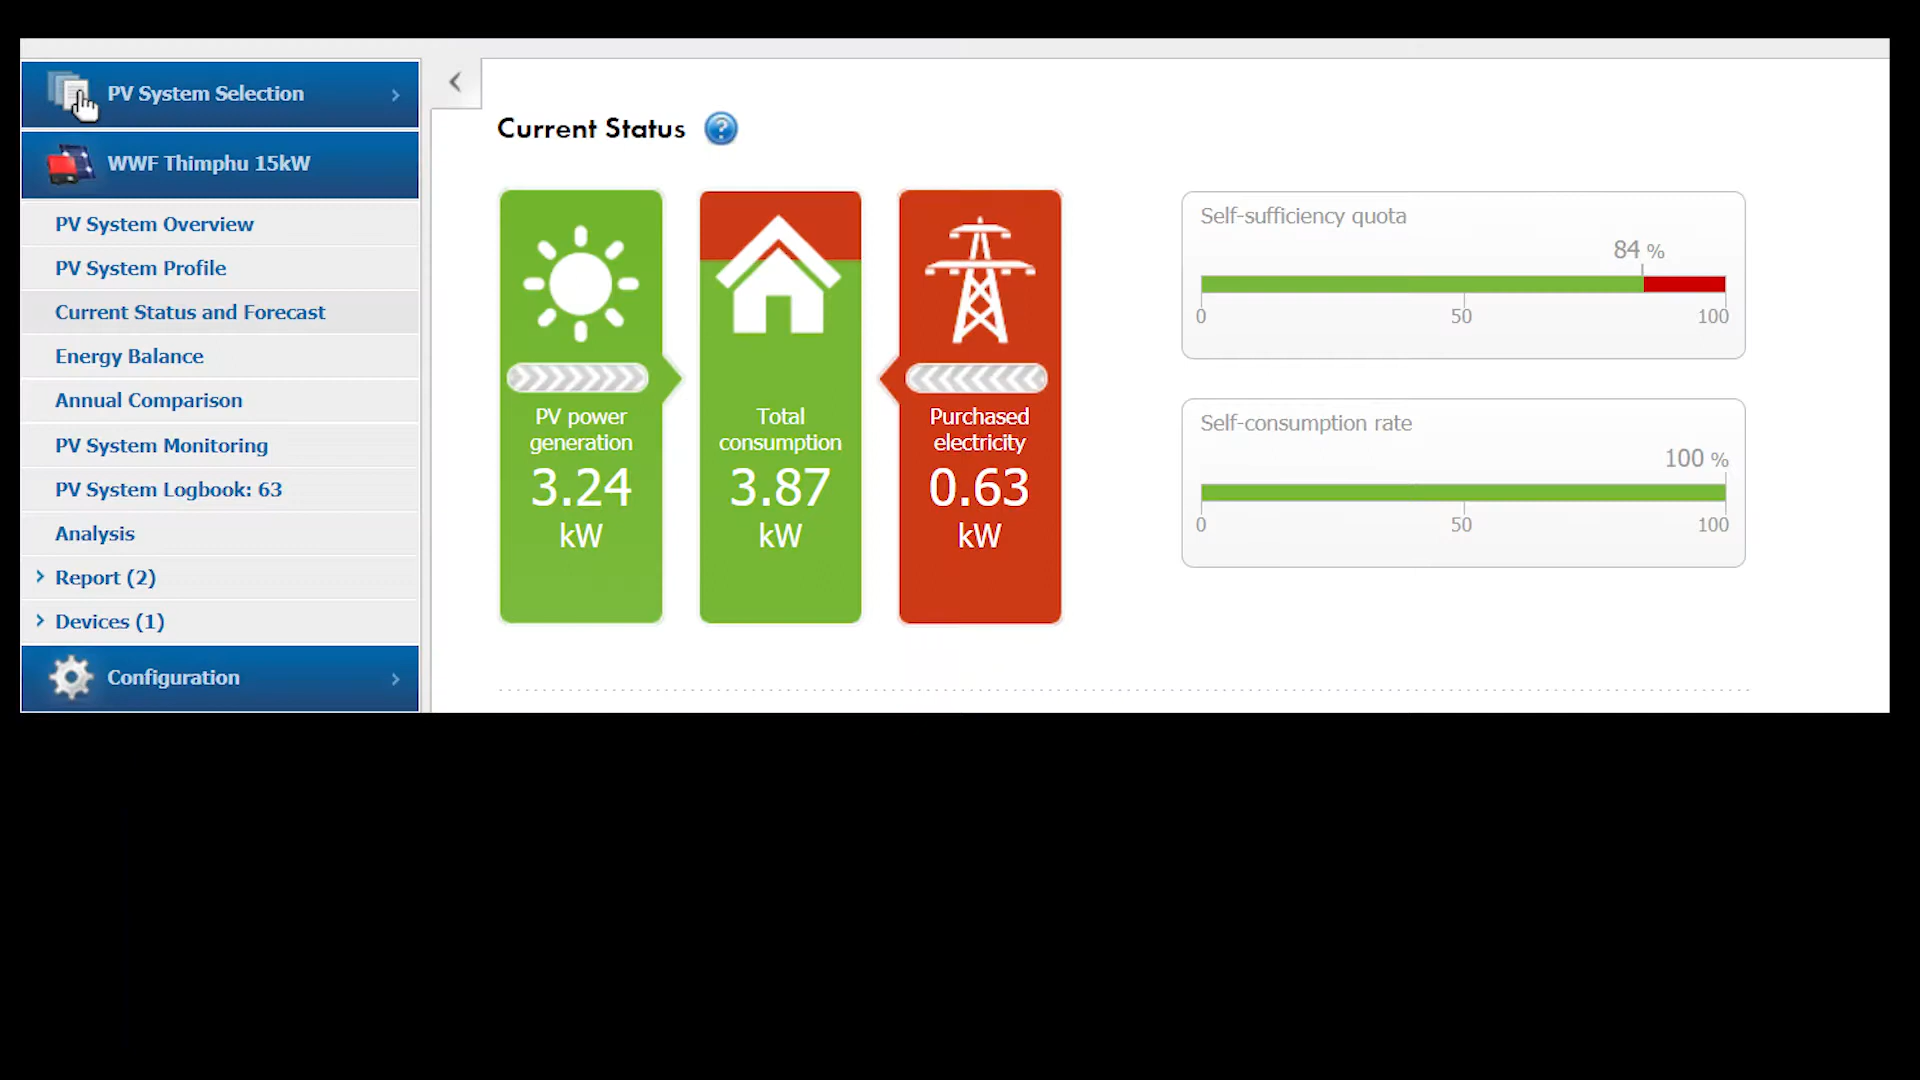 PV System Selection
WWF Thimphu 15kW
PV System Overview
PV System Profile
Current Status and Forecast
Energy Balance
Annual Comparison
PV System Monitoring
PV System Logbook: 63
Analysis
Report (2)
Devices (1)
Configuration
Current Status ?
PV power
generation
3.24
kW
Total
consumption
3.87
kW
Purchased
electricity
0.63
kW
Self-sufficiency quota
84 %
0 50 100
Self-consumption rate
100 %
0 50 100